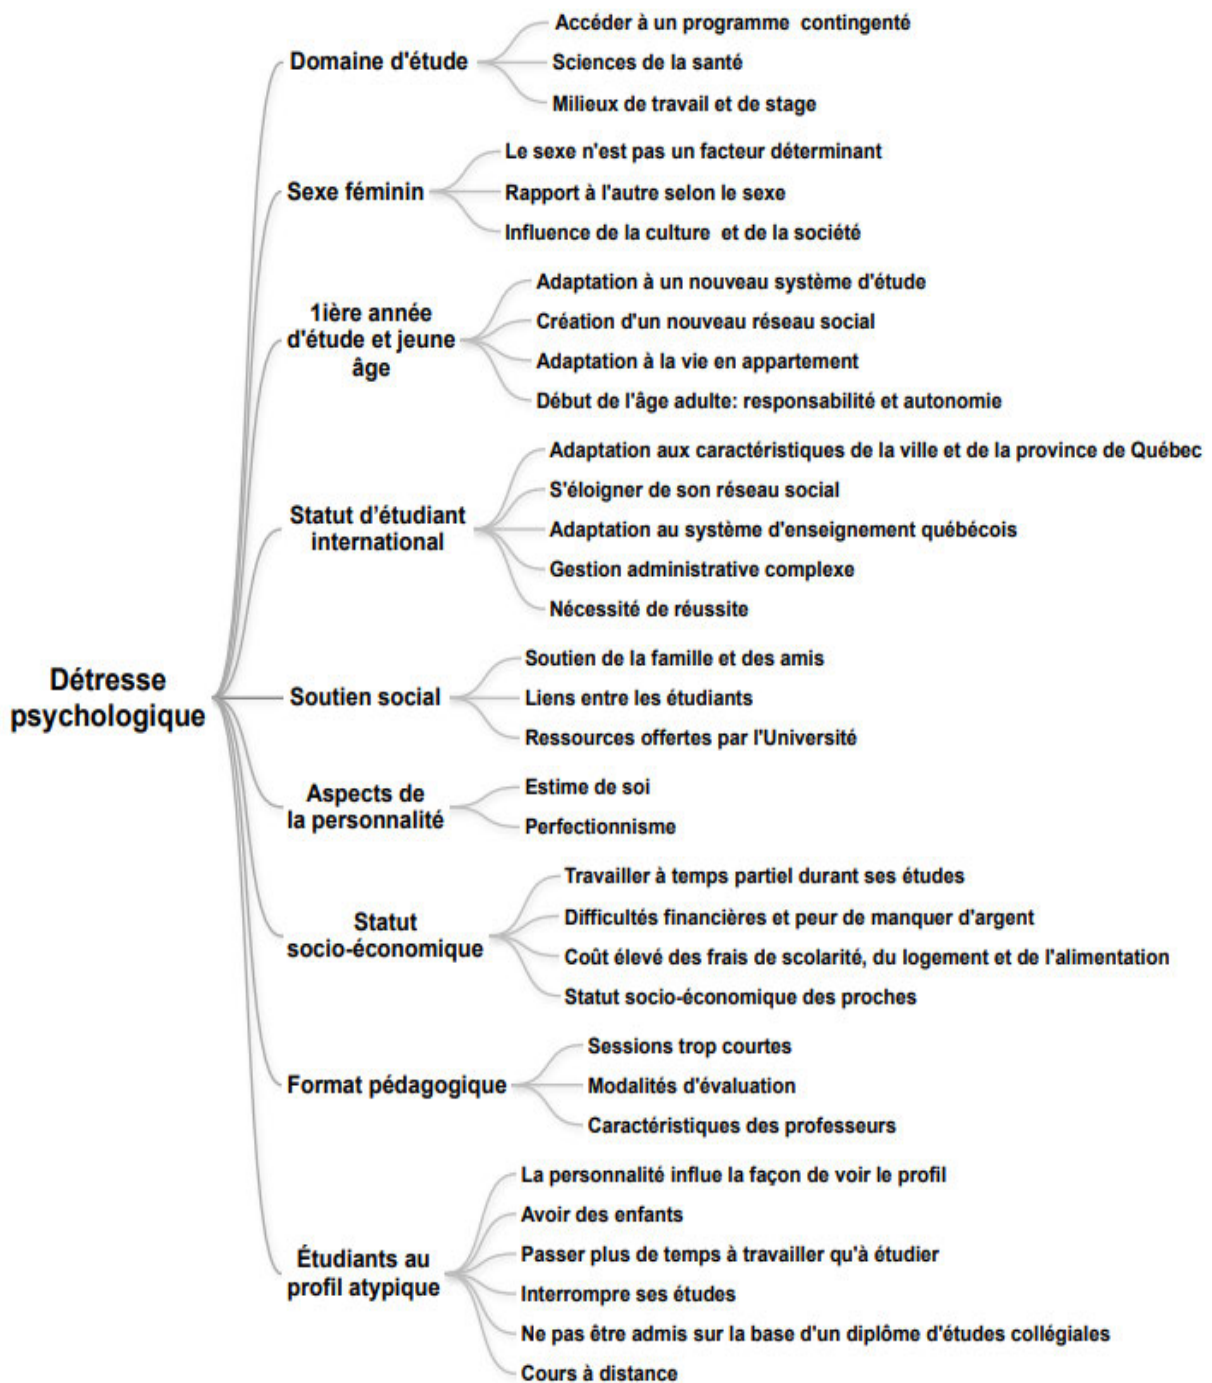 Détresse
psychologique
Domaine d'étude
Accéder à un programme contingenté
Sciences de la santé
Milieux de travail et de stage
Sexe féminin
Le sexe n'est pas un facteur déterminant
Rapport à l'autre selon le sexe
Influence de la culture et de la société
1ière année
d'étude et jeune
âge
Adaptation à un nouveau système d'étude
Création d'un nouveau réseau social
Adaptation à la vie en appartement
Début de l'âge adulte: responsabilité et autonomie
Statut d’étudiant
international
Adaptation aux caractéristiques de la ville et de la province de Québec
S'éloigner de son réseau social
Adaptation au système d'enseignement québécois
Gestion administrative complexe
Nécessité de réussite
Soutien social
Soutien de la famille et des amis
Liens entre les étudiants
Ressources offertes par l'Université
Aspects de
la personnalité
Estime de soi
Perfectionnisme
Statut
socio-économique
Travailler à temps partiel durant ses études
Difficultés financières et peur de manquer d'argent
Coût élevé des frais de scolarité, du logement et de l'alimentation
Statut socio-économique des proches
Format pédagogique
Sessions trop courtes
Modalités d'évaluation
Caractéristiques des professeurs
Étudiants au
profil atypique
La personnalité influe la façon de voir le profil
Avoir des enfants
Passer plus de temps à travailler qu'à étudier
Interrompre ses études
Ne pas être admis sur la base d'un diplôme d'études collégiales
Cours à distance